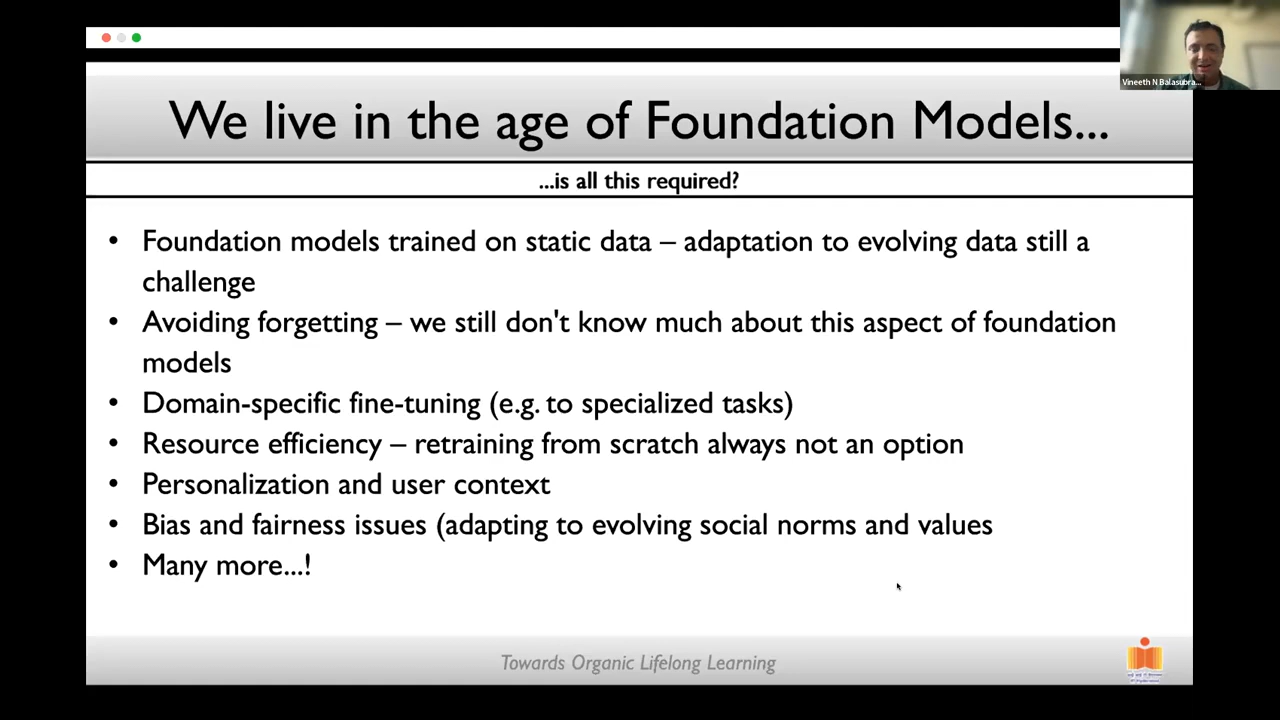 Vineeth N Balasubra...
We live in the age of Foundation Models...
...is all this required?
• Foundation models trained on static data – adaptation to evolving data still a
challenge
• Avoiding forgetting – we still don't know much about this aspect of foundation
models
• Domain-specific fine-tuning (e.g. to specialized tasks)
• Resource efficiency – retraining from scratch always not an option
• Personalization and user context
• Bias and fairness issues (adapting to evolving social norms and values
• Many more...!
Towards Organic Lifelong Learning